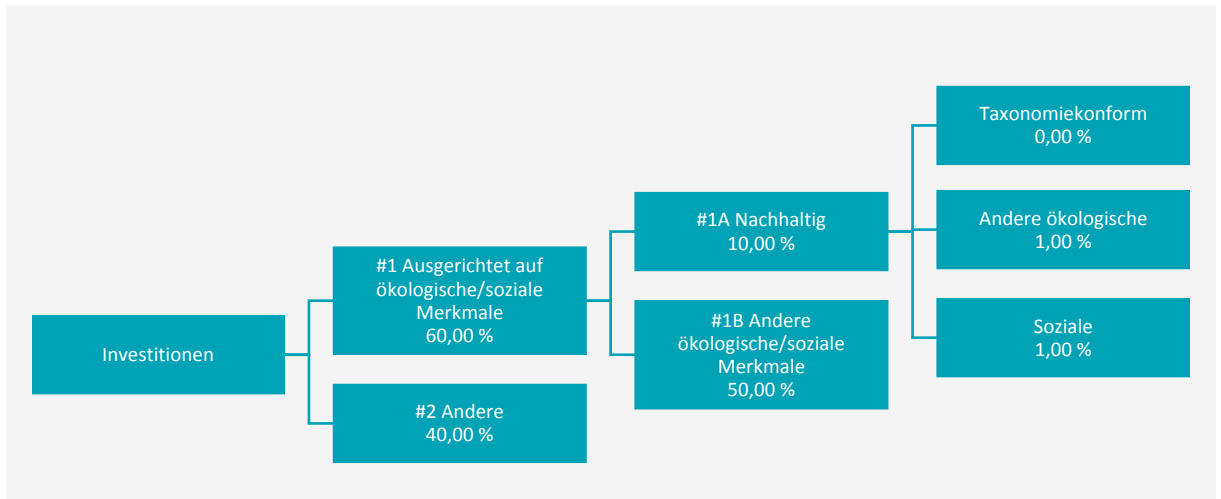 Investitionen
#1 Ausgerichtet auf
ökologische/soziale
Merkmale
60,00 %
#2 Andere
40,00 %
#1A Nachhaltig
10,00 %
#1B Andere
ökologische/soziale
Merkmale
50,00 %
Taxonomiekonform
0,00 %
Andere ökologische
1,00 %
Soziale
1,00 %